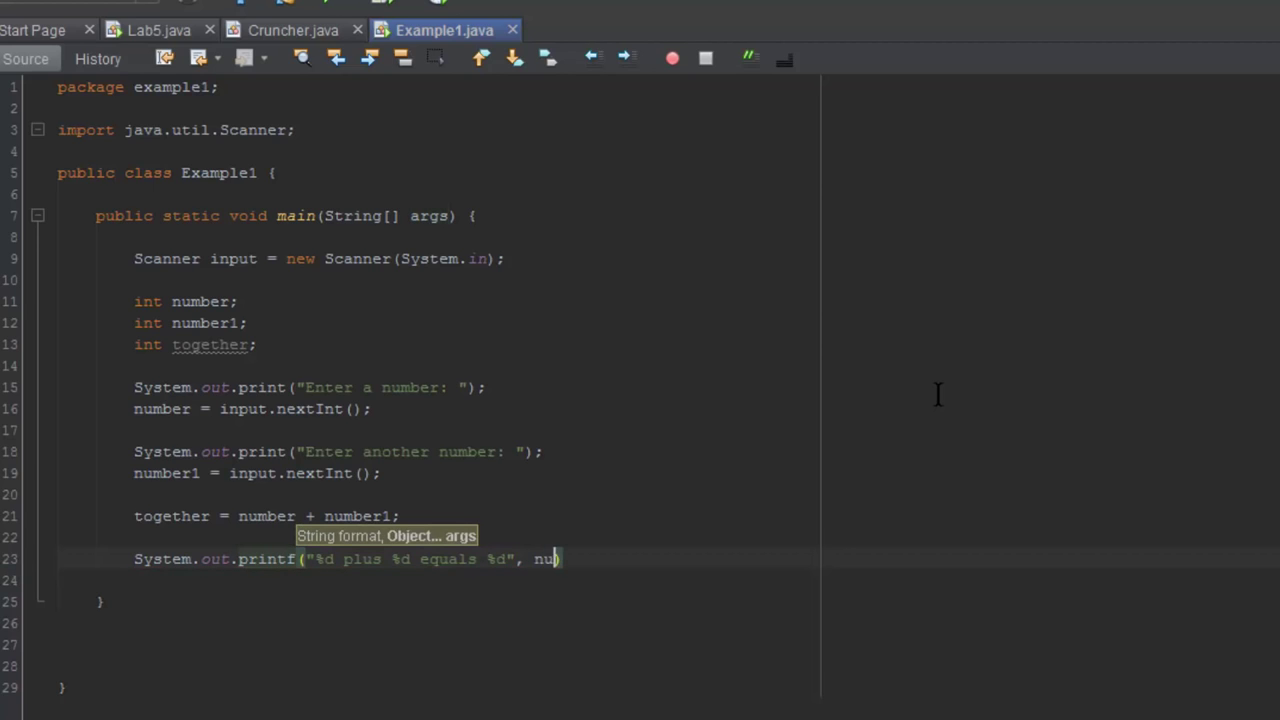 Start Page Lab5.java Cruncher.java Example1.java
Source History
1 package example1;
2
3 import java.util.Scanner;
4
5 public class Example1 {
6
7 public static void main(String[] args) {
8
9 Scanner input = new Scanner(System.in);
10
11 int number;
12 int number1;
13 int together;
14
15 System.out.print("Enter a number: ");
16 number = input.nextInt();
17
18 System.out.print("Enter another number: ");
19 number1 = input.nextInt();
20
21 together = number + number1;
22 String format, Object... args
23 System.out.printf("%d plus %d equals %d", nu)
24
25 }
26
27
28
29 }